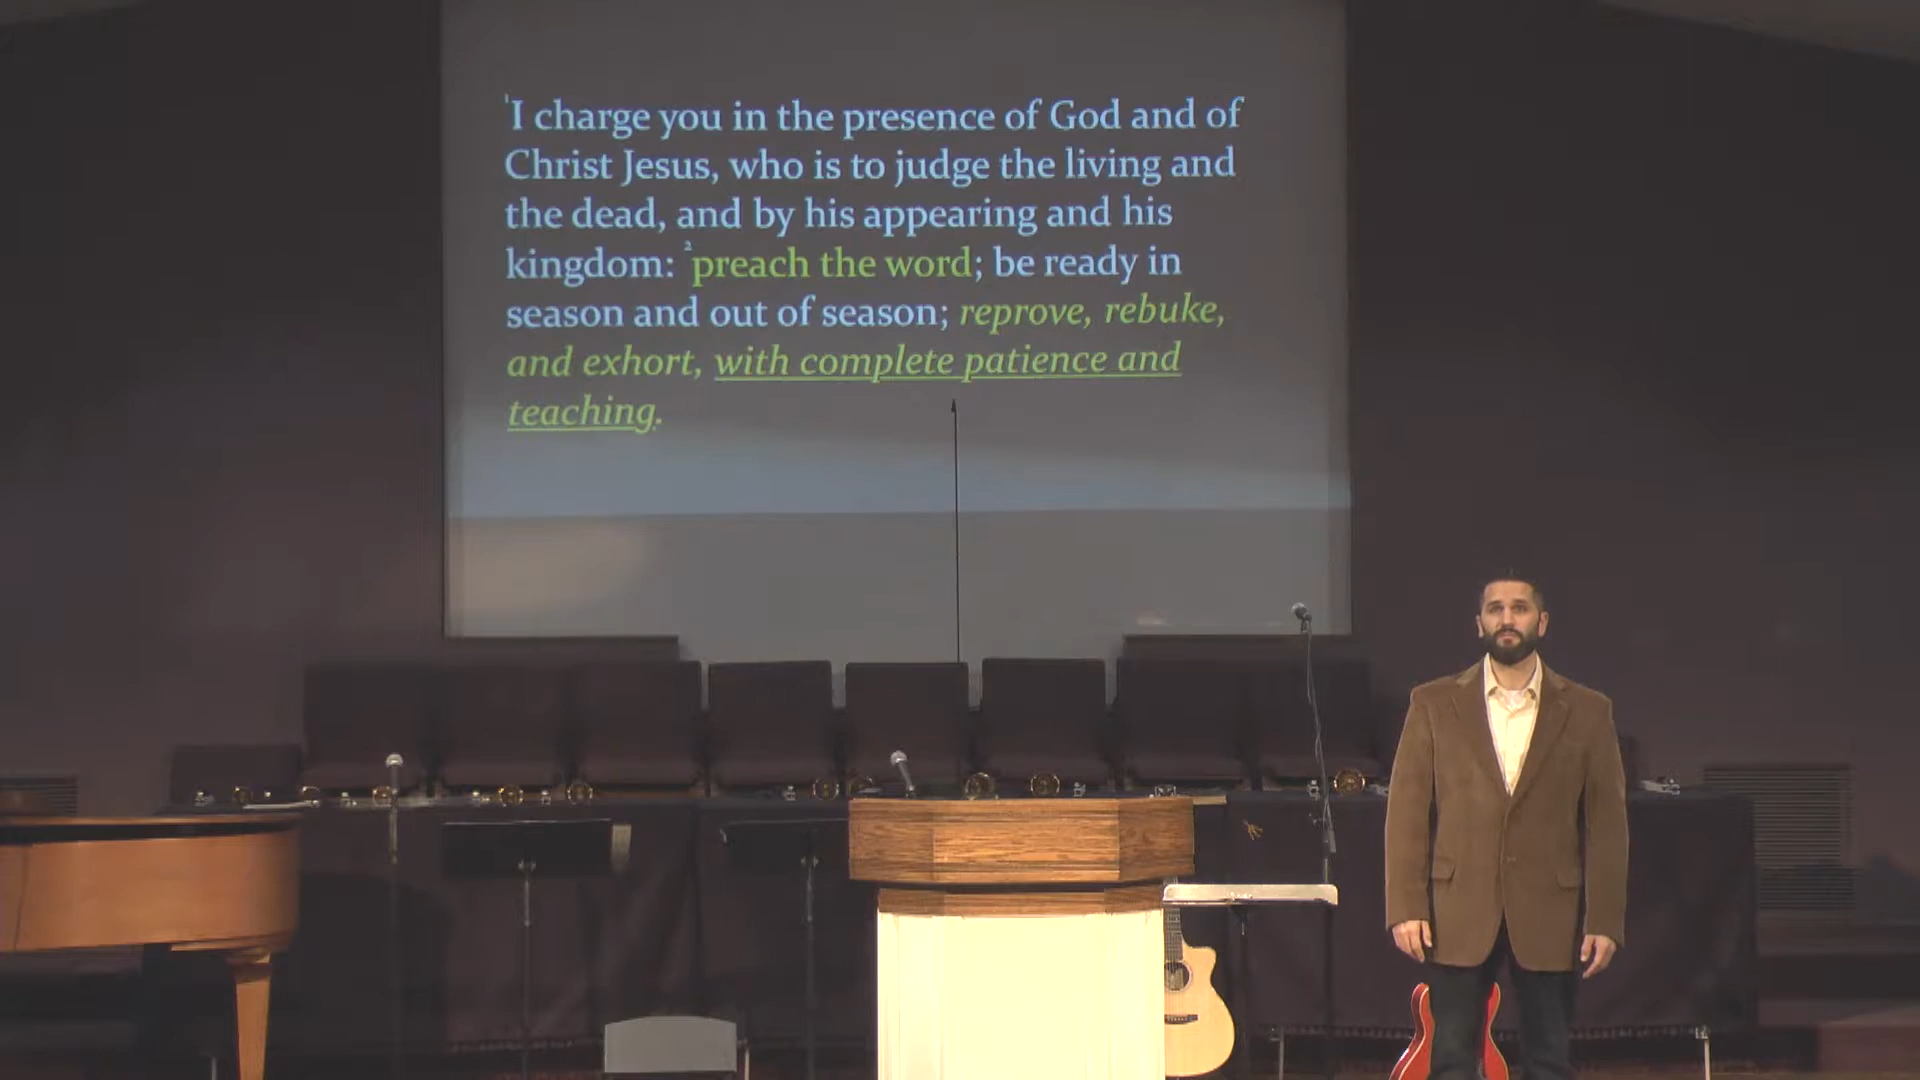 ¹I charge you in the presence of God and of
Christ Jesus, who is to judge the living and
the dead, and by his appearing and his
kingdom: ²preach the word; be ready in
season and out of season; reprove, rebuke,
and exhort, with complete patience and
teaching.